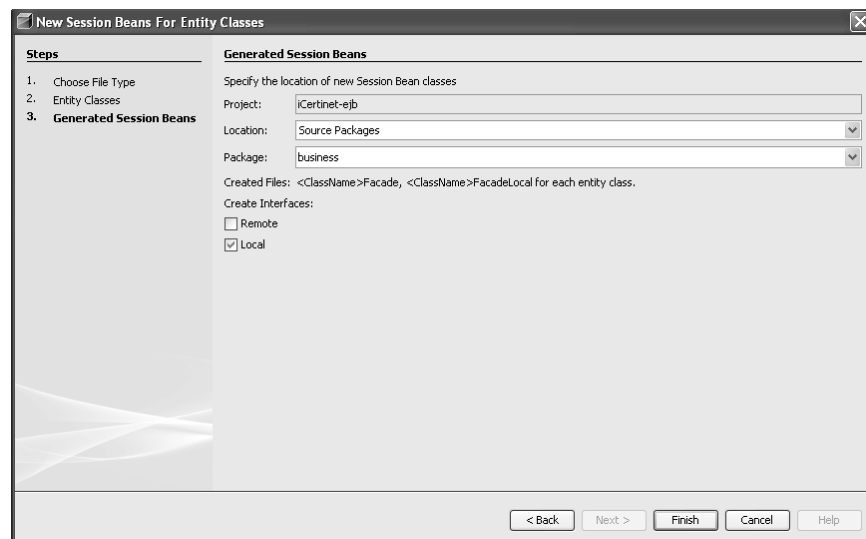 New Session Beans For Entity Classes
Steps
1. Choose File Type
2. Entity Classes
3. Generated Session Beans
Generated Session Beans
Specify the location of new Session Bean classes
Project: iCertinet-ejb
Location: Source Packages
Package: business
Created Files: <ClassName>Facade, <ClassName>FacadeLocal for each entity class.
Create Interfaces:
Remote
Local
< Back Next > Finish Cancel Help